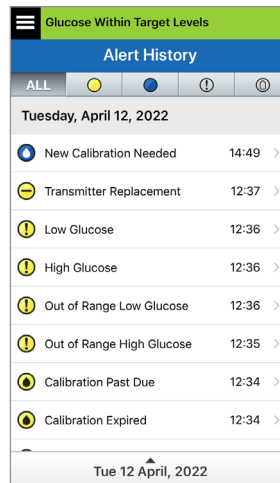 Glucose Within Target Levels
Alert History
ALL
Tuesday, April 12, 2022
New Calibration Needed 14:49
Transmitter Replacement 12:37
Low Glucose 12:36
High Glucose 12:36
Out of Range Low Glucose 12:36
Out of Range High Glucose 12:35
Calibration Past Due 12:34
Calibration Expired 12:34
Tue 12 April, 2022